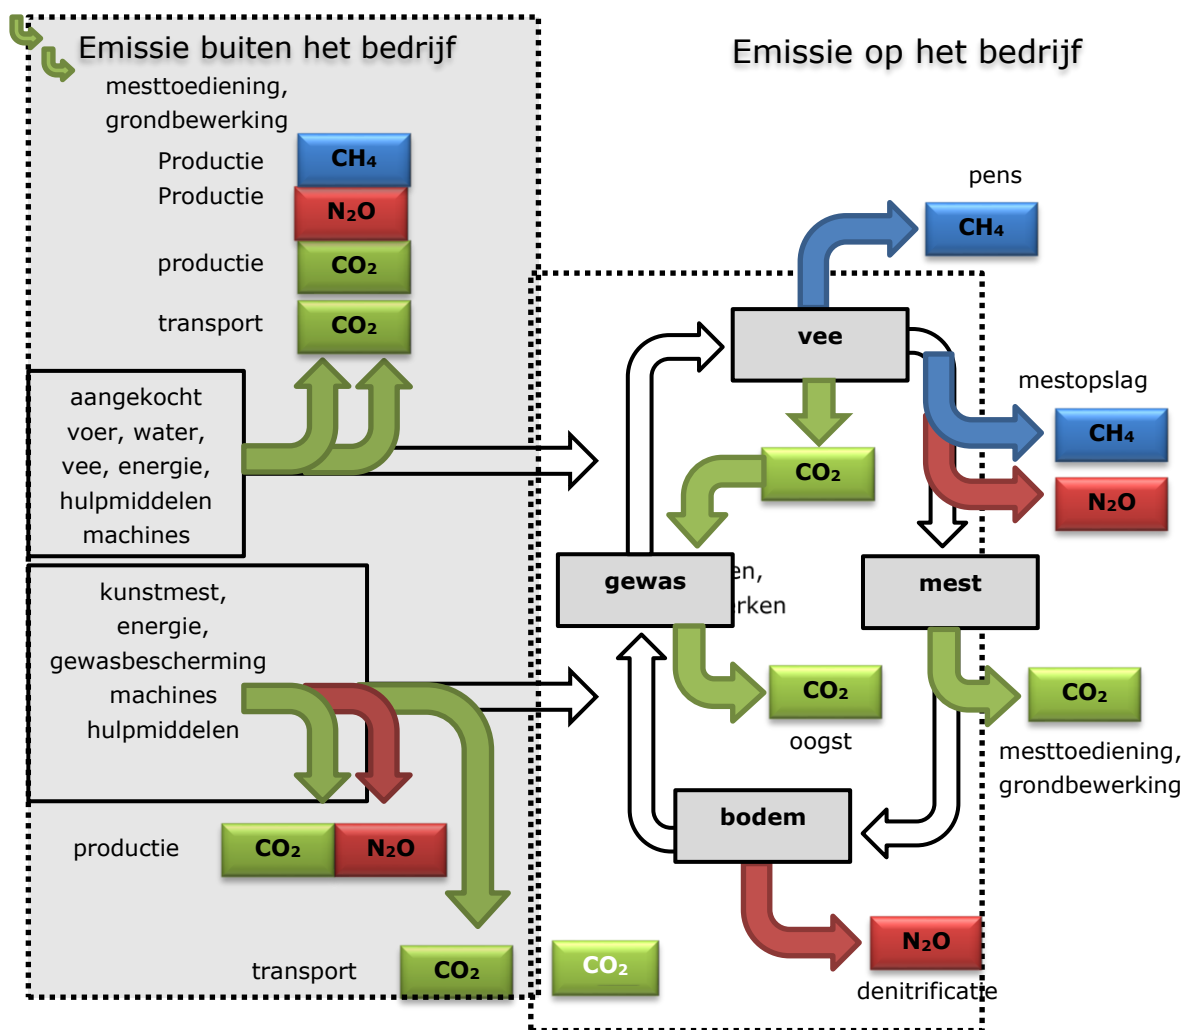 Emissie buiten het bedrijf
mesttoediening,
grondbewerking
Productie
CH₄
Productie
N₂O
productie
CO₂
transport
CO₂
aangekocht
voer, water,
vee, energie,
hulpmiddelen
machines
kunstmest,
energie,
gewasbescherming
machines
hulpmiddelen
productie
CO₂
N₂O
transport
CO₂
CO₂
Emissie op het bedrijf
pens
CH₄
vee
mestopslag
CH₄
N₂O
CO₂
gewas
en,
erken
mest
CO₂
oogst
CO₂
mesttoediening,
grondbewerking
bodem
N₂O
denitrificatie